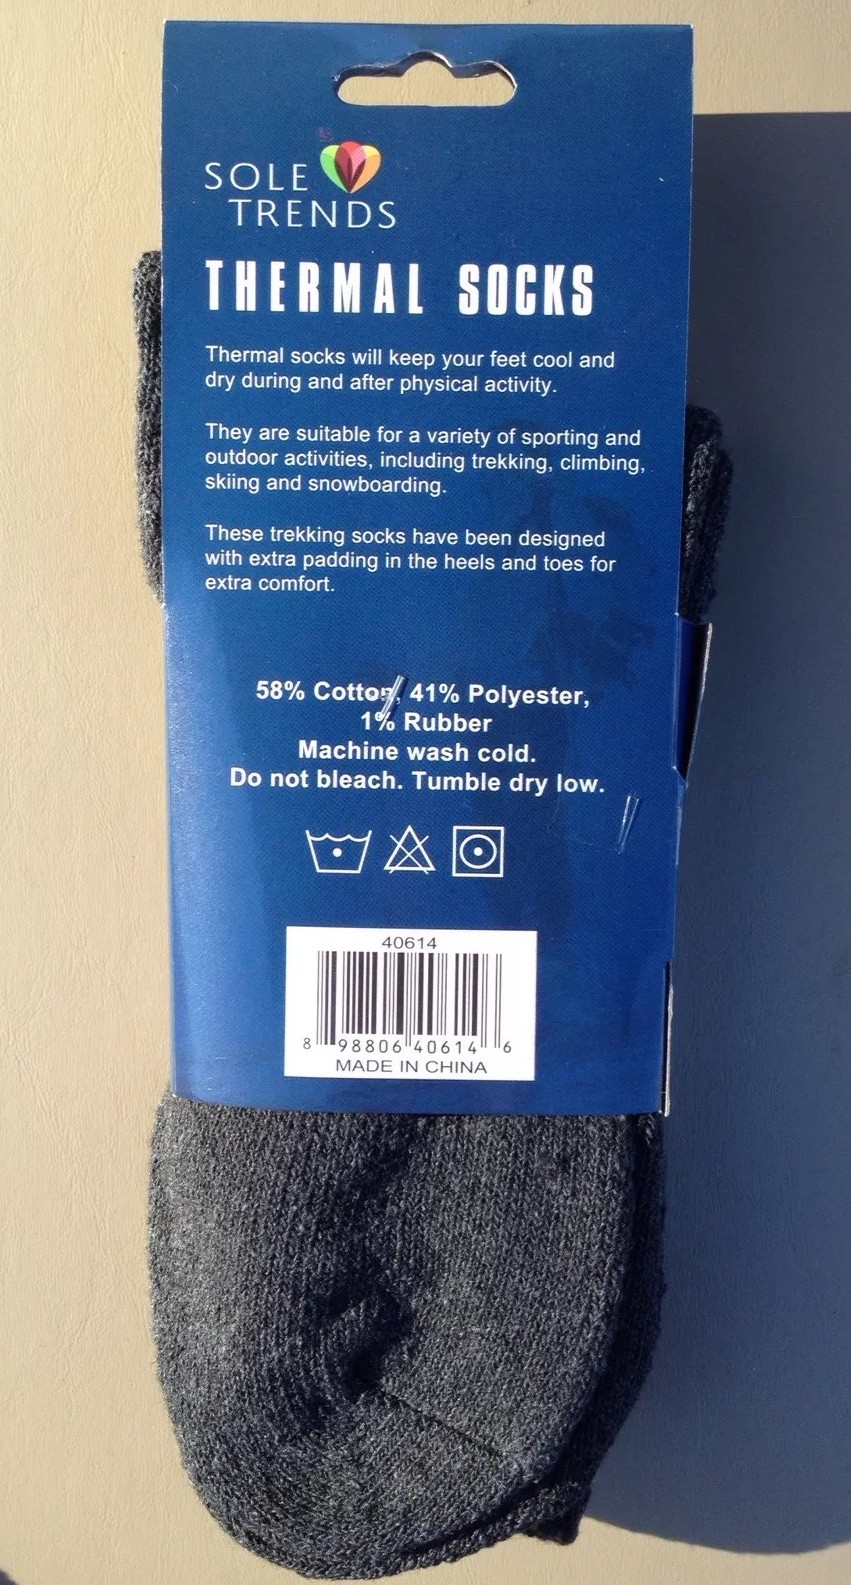 SOLE
TRENDS
THERMAL SOCKS
Thermal socks will keep your feet cool and
dry during and after physical activity.
They are suitable for a variety of sporting and
outdoor activities, including trekking, climbing,
skiing and snowboarding.
These trekking socks have been designed
with extra padding in the heels and toes for
extra comfort.
58% Cotton, 41% Polyester,
1% Rubber
Machine wash cold.
Do not bleach. Tumble dry low.
40614
8 98806 40614 6
MADE IN CHINA